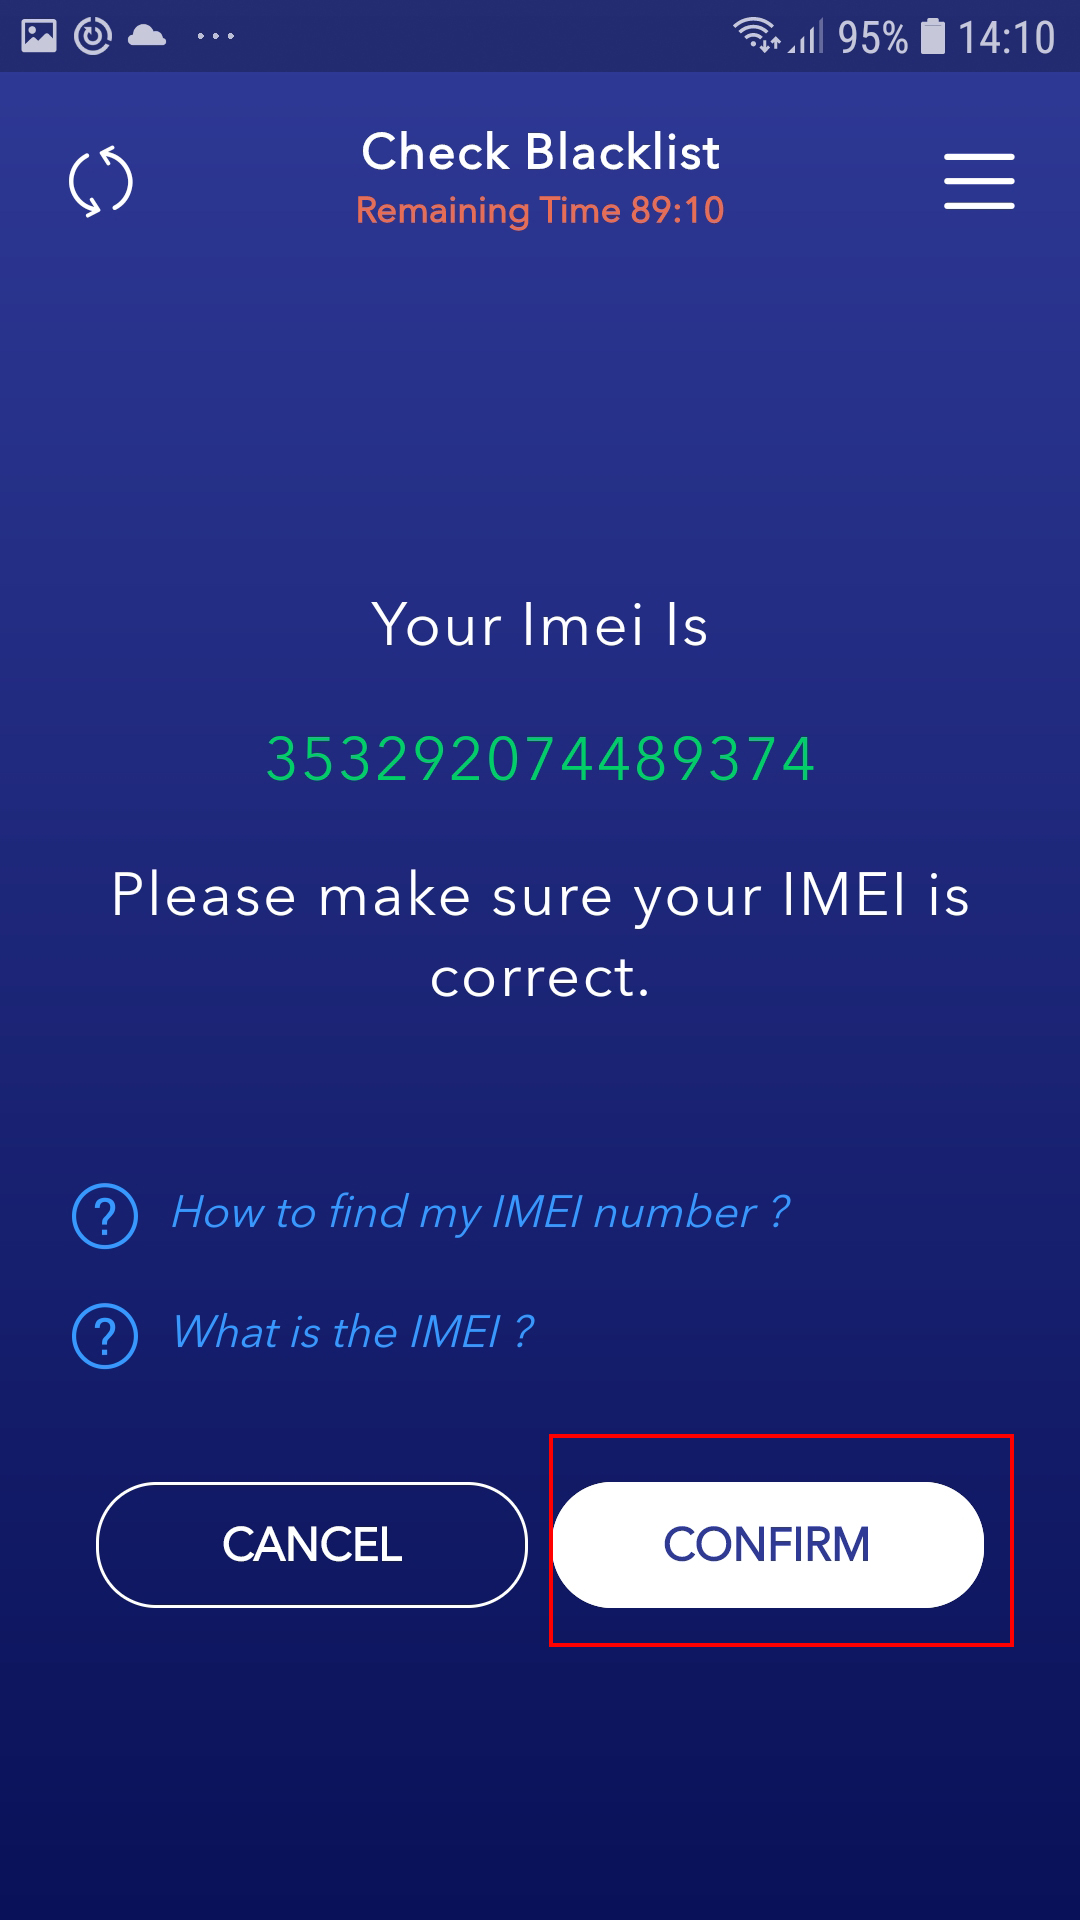 95% 14:10
Check Blacklist
Remaining Time 89:10
Your Imei Is
353292074489374
Please make sure your IMEI is
correct.
? How to find my IMEI number ?
? What is the IMEI ?
CANCEL CONFIRM